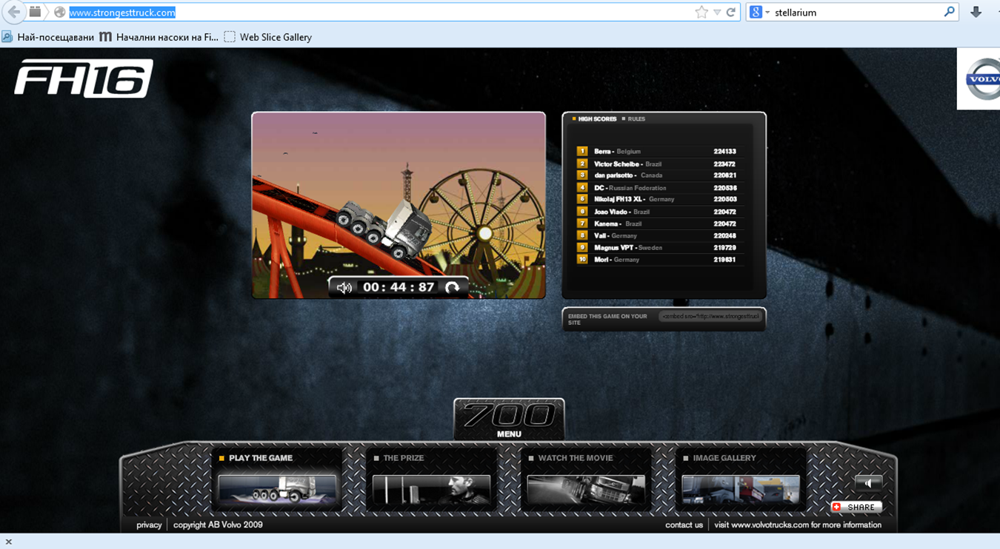 www.strongesttruck.com
stellarium
Най-посещавани
Начални насоки на Fi...
Web Slice Gallery
FH16
VOLV
HIGH SCORES RULES
1 Berra - Belgium 224133
2 Victor Scheibe - Brazil 223472
3 dan parisotto - Canada 220821
4 DC - Russian Federation 220536
5 Nikolaj FH13 XL - Germany 220503
6 Joao Viado - Brazil 220472
7 Kanema - Brazil 220472
8 Vali - Germany 220248
9 Magnus VPT - Sweden 219729
10 Mori - Germany 219631
00 : 44 : 87
EMBED THIS GAME ON YOUR
SITE
<embed src="http://www.strongesttruc
700
MENU
PLAY THE GAME
THE PRIZE
WATCH THE MOVIE
IMAGE GALLERY
SHARE
privacy
copyright AB Volvo 2009
contact us
visit www.volvotrucks.com for more information